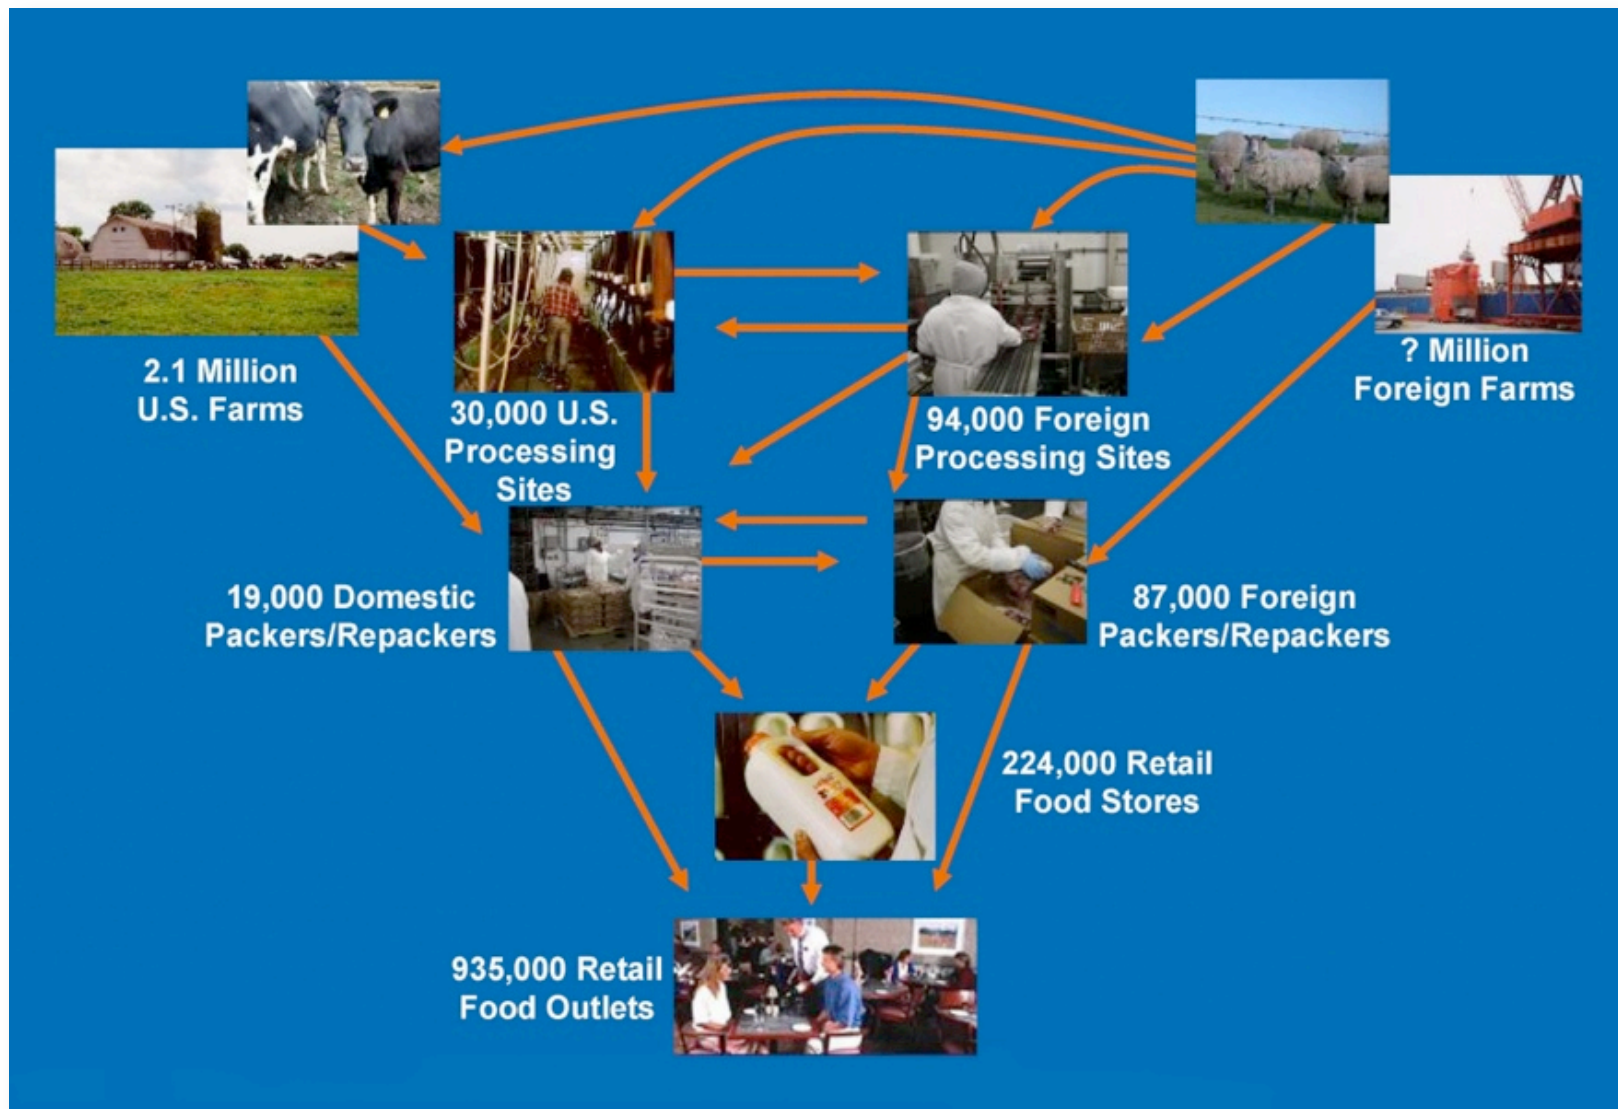 2.1 Million
U.S. Farms
? Million
Foreign Farms
30,000 U.S.
Processing
Sites
94,000 Foreign
Processing Sites
19,000 Domestic
Packers/Repackers
87,000 Foreign
Packers/Repackers
224,000 Retail
Food Stores
935,000 Retail
Food Outlets